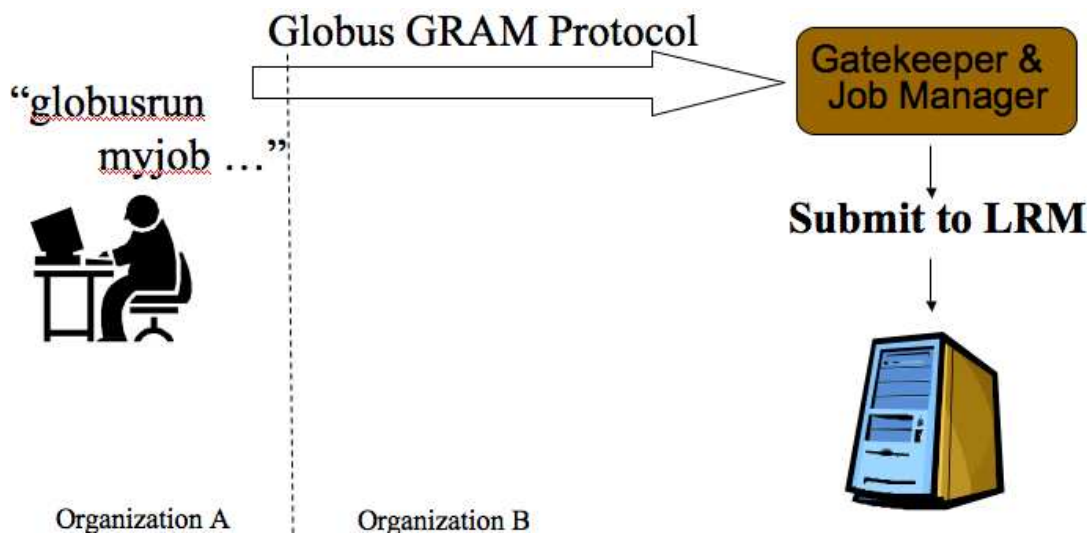 Globus GRAM Protocol
“globusrun
myjob …”
Gatekeeper &
Job Manager
Submit to LRM
Organization A
Organization B